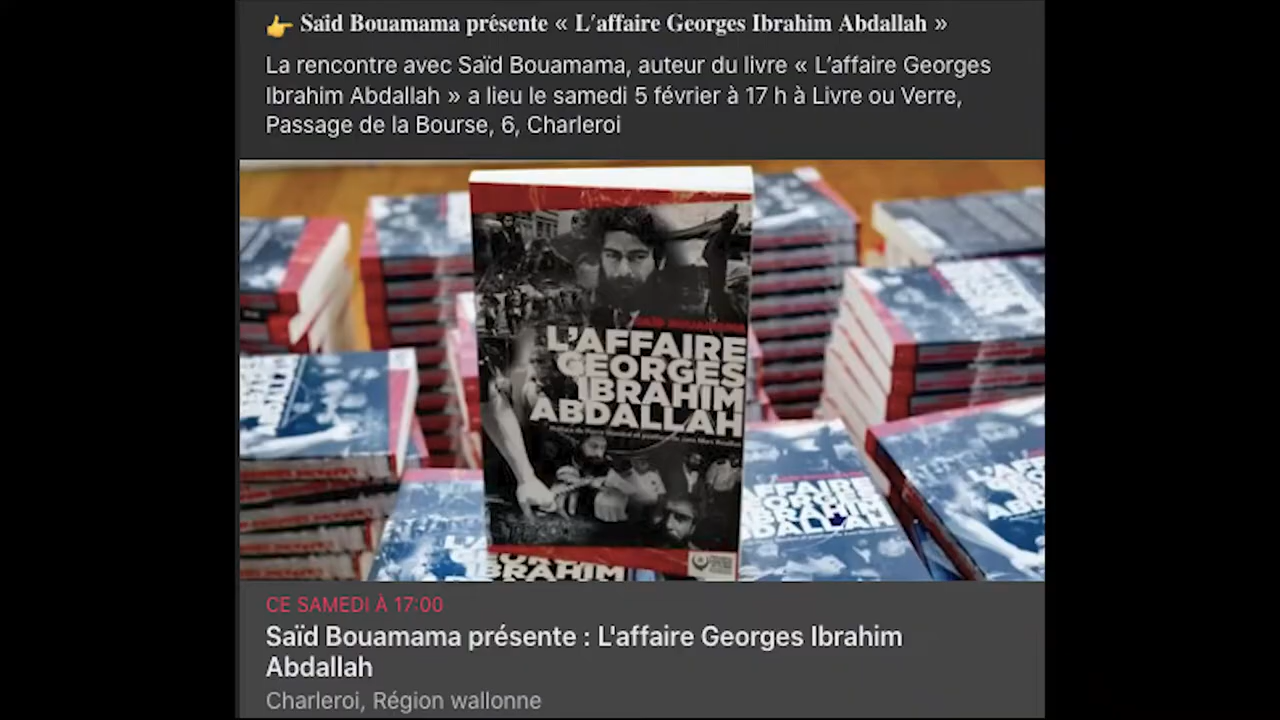 👉 Saïd Bouamama présente « L'affaire Georges Ibrahim Abdallah »
La rencontre avec Saïd Bouamama, auteur du livre « L'affaire Georges
Ibrahim Abdallah » a lieu le samedi 5 février à 17 h à Livre ou Verre,
Passage de la Bourse, 6, Charleroi
SAÏD BOUAMAMA
L'AFFAIRE
GEORGES
IBRAHIM
ABDALLAH
CE SAMEDI À 17:00
Saïd Bouamama présente : L'affaire Georges Ibrahim
Abdallah
Charleroi, Région wallonne